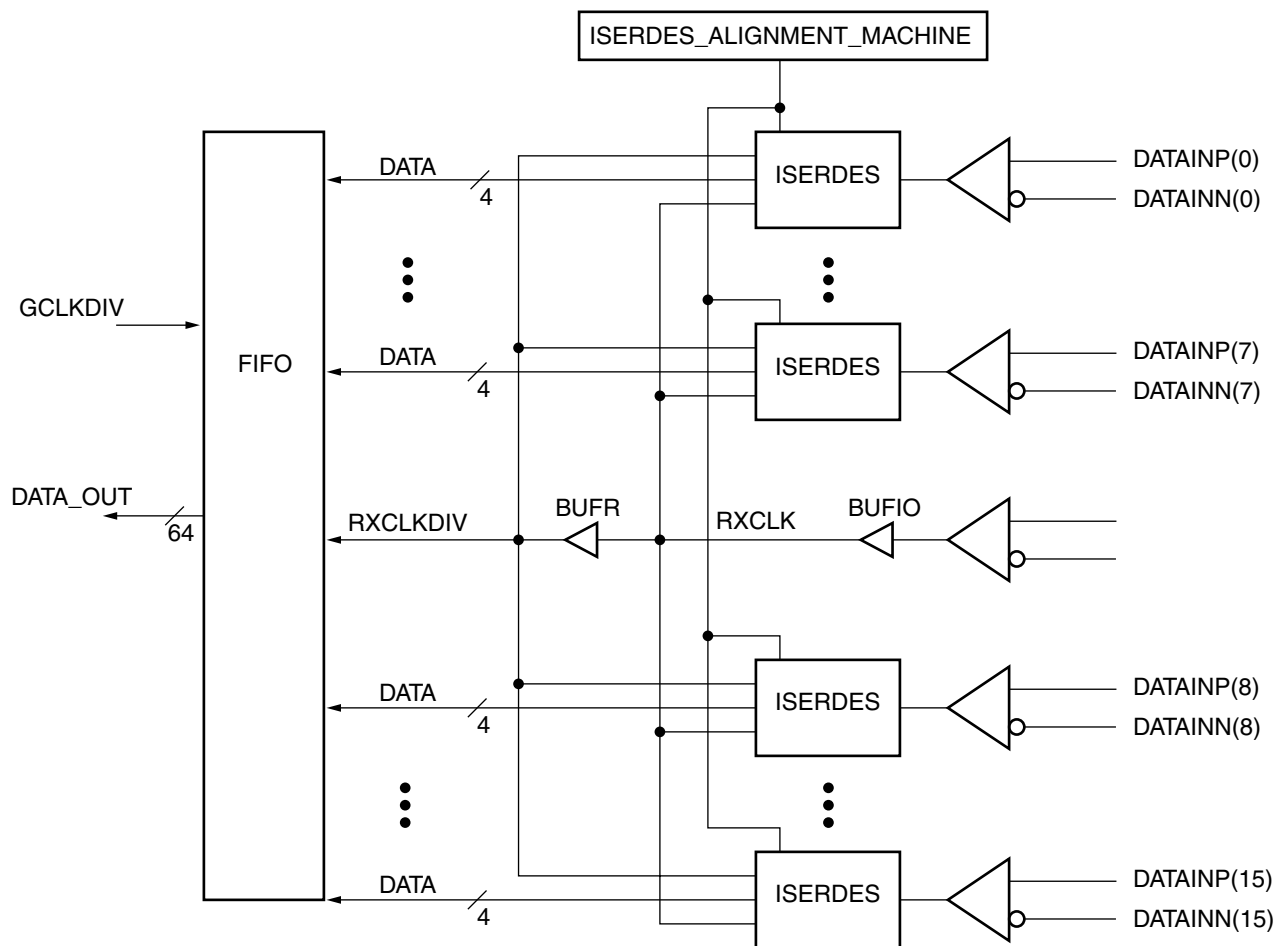 ISERDES_ALIGNMENT_MACHINE
DATA
4
ISERDES
DATAINP(0)
DATAINN(0)
GCLKDIV
FIFO
DATA
4
ISERDES
DATAINP(7)
DATAINN(7)
DATA_OUT
64
RXCLKDIV
BUFR
RXCLK
BUFIO
DATA
4
ISERDES
DATAINP(8)
DATAINN(8)
DATA
4
ISERDES
DATAINP(15)
DATAINN(15)